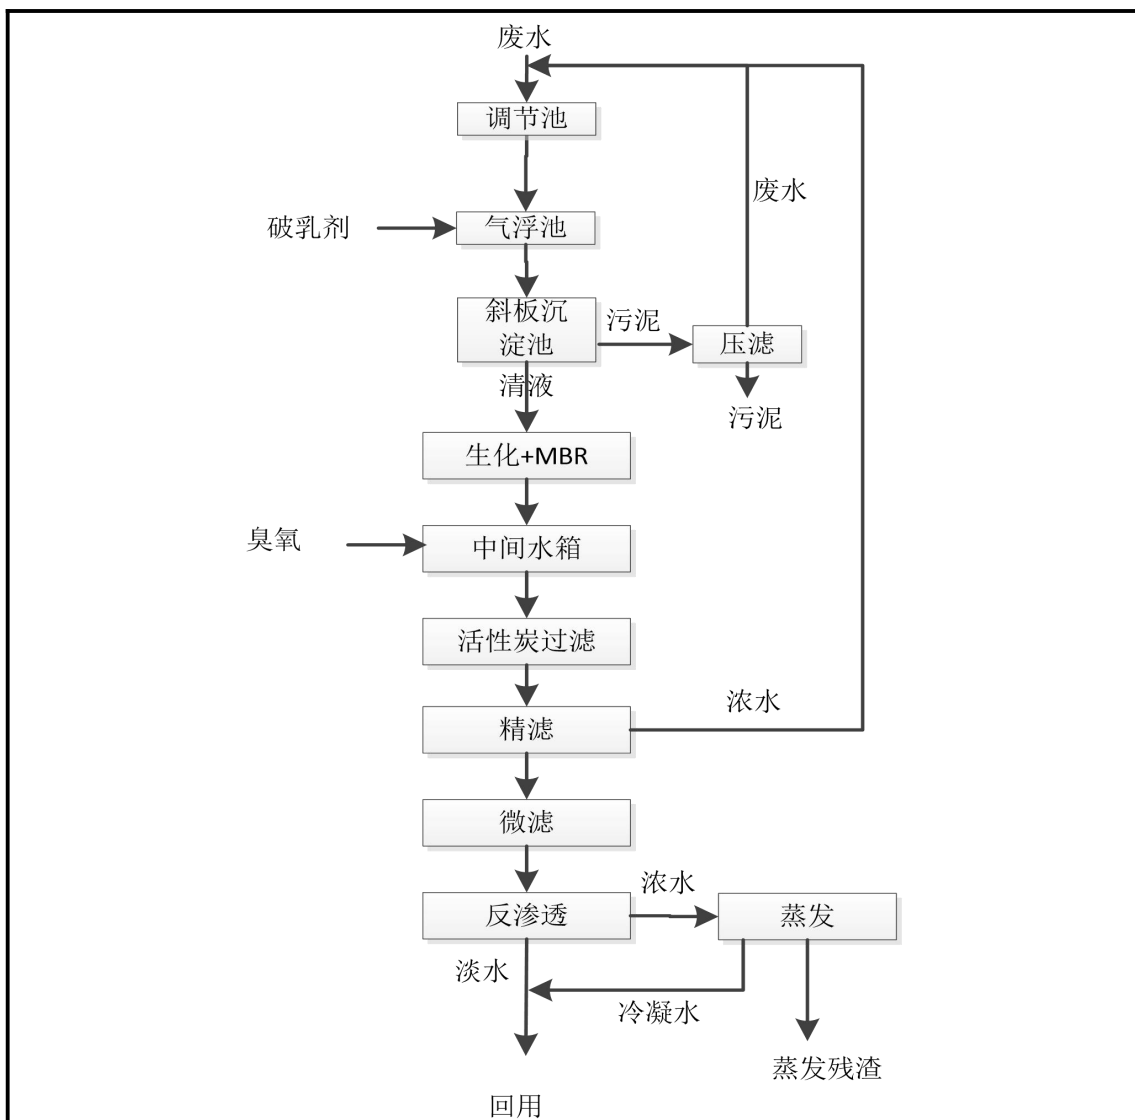 废水
调节池
废水
破乳剂
气浮池
斜板沉
淀池
污泥
压滤
清液
污泥
生化+MBR
臭氧
中间水箱
活性炭过滤
浓水
精滤
微滤
浓水
反渗透
蒸发
淡水
冷凝水
蒸发残渣
回用